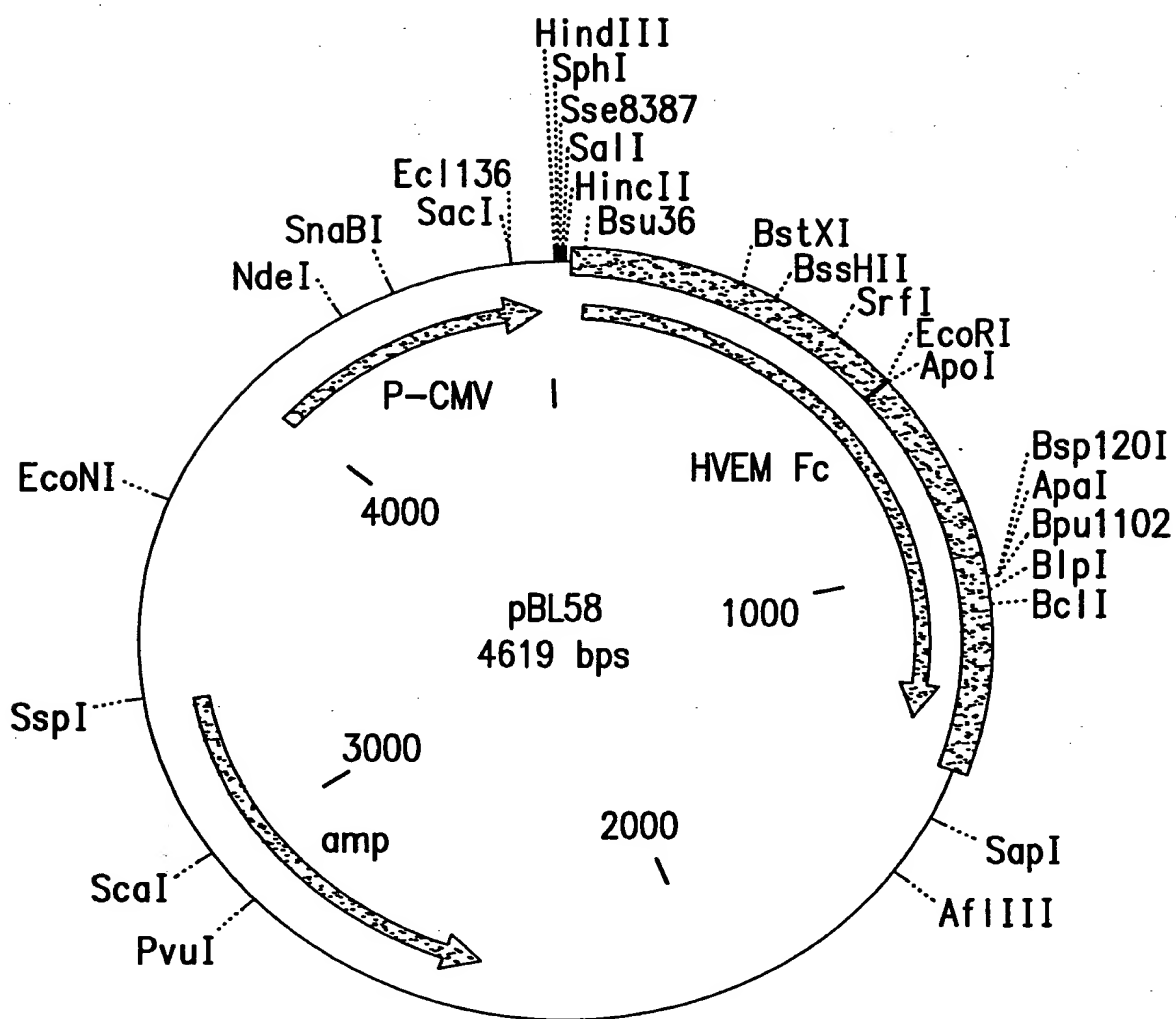 HindIII
SphI
Sse8387
SalI
HincII
Bsu36
Ecl136
SacI
SnaBI
NdeI
BstXI
BssHII
SrfI
EcoRI
ApoI
P-CMV
I
HVEM Fc
EcoNI
4000
Bsp120I
ApaI
Bpu1102
BlpI
BclI
1000
pBL58
4619 bps
SspI
3000
2000
amp
SapI
ScaI
AflIII
PvuI